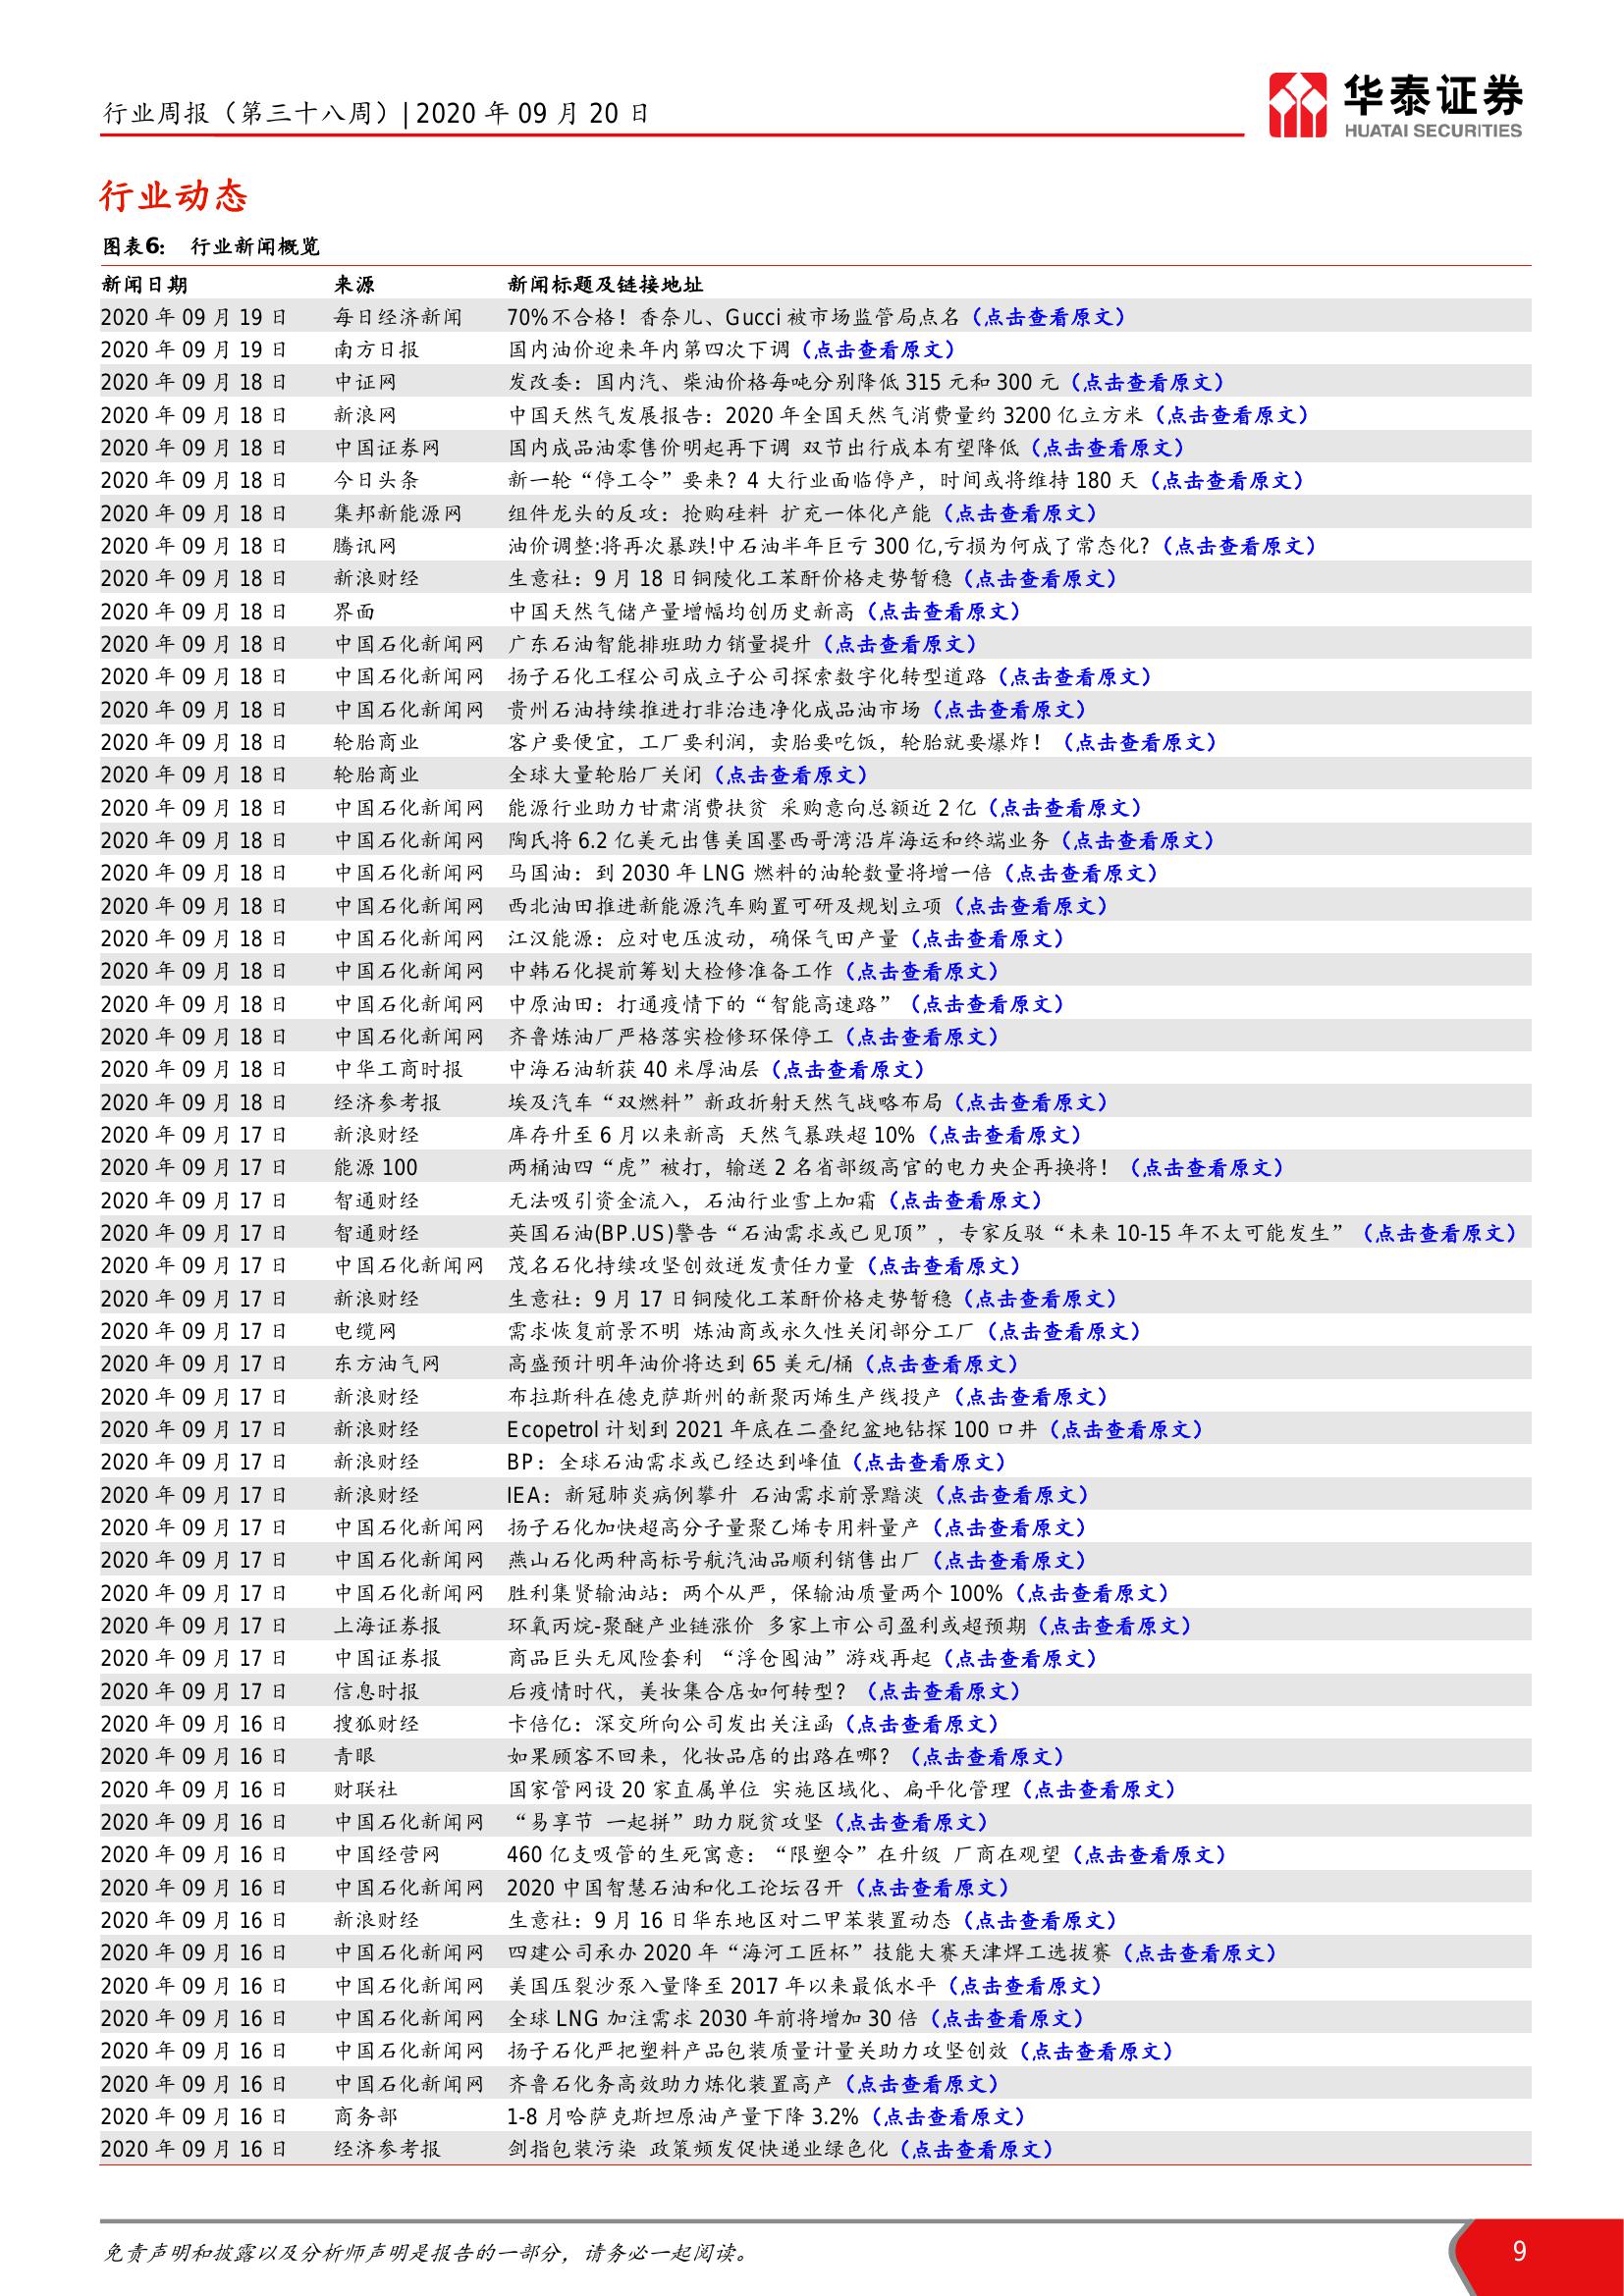 行业周报（第三十八周）| 2020 年 09 月 20 日
华泰证券
HUATAI SECURITIES
行业动态
图表6： 行业新闻概览
新闻日期 来源 新闻标题及链接地址
2020 年 09 月 19 日 每日经济新闻 70%不合格！香奈儿、Gucci 被市场监管局点名（点击查看原文）
2020 年 09 月 19 日 南方日报 国内油价迎来年内第四次下调（点击查看原文）
2020 年 09 月 18 日 中证网 发改委：国内汽、柴油价格每吨分别降低 315 元和 300 元（点击查看原文）
2020 年 09 月 18 日 新浪网 中国天然气发展报告：2020 年全国天然气消费量约 3200 亿立方米（点击查看原文）
2020 年 09 月 18 日 中国证券网 国内成品油零售价明起再下调 双节出行成本有望降低（点击查看原文）
2020 年 09 月 18 日 今日头条 新一轮“停工令”要来？4 大行业面临停产，时间或将维持 180 天（点击查看原文）
2020 年 09 月 18 日 集邦新能源网 组件龙头的反攻：抢购硅料 扩充一体化产能（点击查看原文）
2020 年 09 月 18 日 腾讯网 油价调整:将再次暴跌!中石油半年巨亏 300 亿,亏损为何成了常态化?（点击查看原文）
2020 年 09 月 18 日 新浪财经 生意社：9 月 18 日铜陵化工苯酐价格走势暂稳（点击查看原文）
2020 年 09 月 18 日 界面 中国天然气储产量增幅均创历史新高（点击查看原文）
2020 年 09 月 18 日 中国石化新闻网 广东石油智能排班助力销量提升（点击查看原文）
2020 年 09 月 18 日 中国石化新闻网 扬子石化工程公司成立子公司探索数字化转型道路（点击查看原文）
2020 年 09 月 18 日 中国石化新闻网 贵州石油持续推进打非治违净化成品油市场（点击查看原文）
2020 年 09 月 18 日 轮胎商业 客户要便宜，工厂要利润，卖胎要吃饭，轮胎就要爆炸！（点击查看原文）
2020 年 09 月 18 日 轮胎商业 全球大量轮胎厂关闭（点击查看原文）
2020 年 09 月 18 日 中国石化新闻网 能源行业助力甘肃消费扶贫 采购意向总额近 2 亿（点击查看原文）
2020 年 09 月 18 日 中国石化新闻网 陶氏将 6.2 亿美元出售美国墨西哥湾沿岸海运和终端业务（点击查看原文）
2020 年 09 月 18 日 中国石化新闻网 马国油：到 2030 年 LNG 燃料的油轮数量将增一倍（点击查看原文）
2020 年 09 月 18 日 中国石化新闻网 西北油田推进新能源汽车购置可研及规划立项（点击查看原文）
2020 年 09 月 18 日 中国石化新闻网 江汉能源：应对电压波动，确保气田产量（点击查看原文）
2020 年 09 月 18 日 中国石化新闻网 中韩石化提前筹划大检修准备工作（点击查看原文）
2020 年 09 月 18 日 中国石化新闻网 中原油田：打通疫情下的“智能高速路”（点击查看原文）
2020 年 09 月 18 日 中国石化新闻网 齐鲁炼油厂严格落实检修环保停工（点击查看原文）
2020 年 09 月 18 日 中华工商时报 中海石油斩获 40 米厚油层（点击查看原文）
2020 年 09 月 18 日 经济参考报 埃及汽车“双燃料”新政折射天然气战略布局（点击查看原文）
2020 年 09 月 17 日 新浪财经 库存升至 6 月以来新高 天然气暴跌超 10%（点击查看原文）
2020 年 09 月 17 日 能源 100 两桶油四“虎”被打，输送 2 名省部级高官的电力央企再换将！（点击查看原文）
2020 年 09 月 17 日 智通财经 无法吸引资金流入，石油行业雪上加霜（点击查看原文）
2020 年 09 月 17 日 智通财经 英国石油(BP.US)警告“石油需求或已见顶”，专家反驳“未来 10-15 年不太可能发生”（点击查看原文）
2020 年 09 月 17 日 中国石化新闻网 茂名石化持续攻坚创效迸发责任力量（点击查看原文）
2020 年 09 月 17 日 新浪财经 生意社：9 月 17 日铜陵化工苯酐价格走势暂稳（点击查看原文）
2020 年 09 月 17 日 电缆网 需求恢复前景不明 炼油商或永久性关闭部分工厂（点击查看原文）
2020 年 09 月 17 日 东方油气网 高盛预计明年油价将达到 65 美元/桶（点击查看原文）
2020 年 09 月 17 日 新浪财经 布拉斯科在德克萨斯州的新聚丙烯生产线投产（点击查看原文）
2020 年 09 月 17 日 新浪财经 Ecopetrol 计划到 2021 年底在二叠纪盆地钻探 100 口井（点击查看原文）
2020 年 09 月 17 日 新浪财经 BP：全球石油需求或已经达到峰值（点击查看原文）
2020 年 09 月 17 日 新浪财经 IEA：新冠肺炎病例攀升 石油需求前景黯淡（点击查看原文）
2020 年 09 月 17 日 中国石化新闻网 扬子石化加快超高分子量聚乙烯专用料量产（点击查看原文）
2020 年 09 月 17 日 中国石化新闻网 燕山石化两种高标号航汽油品顺利销售出厂（点击查看原文）
2020 年 09 月 17 日 中国石化新闻网 胜利集贤输油站：两个从严，保输油质量两个 100%（点击查看原文）
2020 年 09 月 17 日 上海证券报 环氧丙烷-聚醚产业链涨价 多家上市公司盈利或超预期（点击查看原文）
2020 年 09 月 17 日 中国证券报 商品巨头无风险套利 “浮仓囤油”游戏再起（点击查看原文）
2020 年 09 月 17 日 信息时报 后疫情时代，美妆集合店如何转型？（点击查看原文）
2020 年 09 月 16 日 搜狐财经 卡倍亿：深交所向公司发出关注函（点击查看原文）
2020 年 09 月 16 日 青眼 如果顾客不回来，化妆品店的出路在哪？（点击查看原文）
2020 年 09 月 16 日 财联社 国家管网设 20 家直属单位 实施区域化、扁平化管理（点击查看原文）
2020 年 09 月 16 日 中国石化新闻网 “易享节 一起拼”助力脱贫攻坚（点击查看原文）
2020 年 09 月 16 日 中国经营网 460 亿支吸管的生死寓意：“限塑令”在升级 厂商在观望（点击查看原文）
2020 年 09 月 16 日 中国石化新闻网 2020 中国智慧石油和化工论坛召开（点击查看原文）
2020 年 09 月 16 日 新浪财经 生意社：9 月 16 日华东地区对二甲苯装置动态（点击查看原文）
2020 年 09 月 16 日 中国石化新闻网 四建公司承办 2020 年“海河工匠杯”技能大赛天津焊工选拔赛（点击查看原文）
2020 年 09 月 16 日 中国石化新闻网 美国压裂沙泵入量降至 2017 年以来最低水平（点击查看原文）
2020 年 09 月 16 日 中国石化新闻网 全球 LNG 加注需求 2030 年前将增加 30 倍（点击查看原文）
2020 年 09 月 16 日 中国石化新闻网 扬子石化严把塑料产品包装质量计量关助力攻坚创效（点击查看原文）
2020 年 09 月 16 日 中国石化新闻网 齐鲁石化务高效助力炼化装置高产（点击查看原文）
2020 年 09 月 16 日 商务部 1-8 月哈萨克斯坦原油产量下降 3.2%（点击查看原文）
2020 年 09 月 16 日 经济参考报 剑指包装污染 政策频发促快递业绿色化（点击查看原文）
免责声明和披露以及分析师声明是报告的一部分，请务必一起阅读。
9